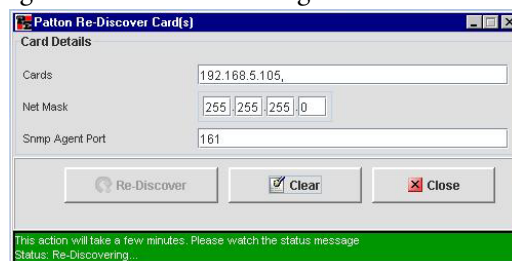 Patton Re-Discover Card(s)
Card Details
Cards 192.168.5.105,
Net Mask 255 .255 .255 .0
Snmp Agent Port 161
Re-Discover Clear Close
This action will take a few minutes. Please watch the status message
Status: Re-Discovering...